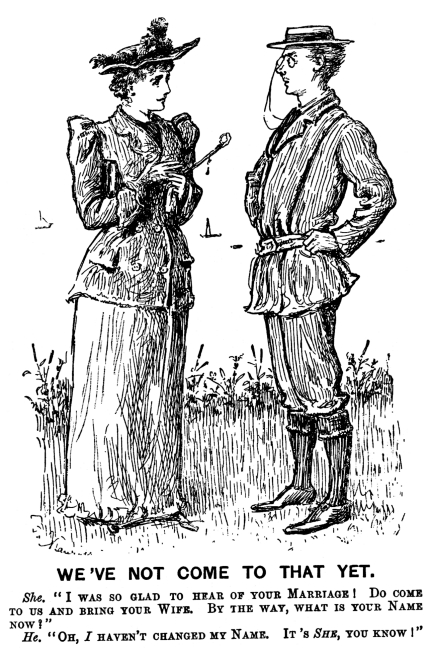 WE'VE NOT COME TO THAT YET.
She. "I WAS SO GLAD TO HEAR OF YOUR MARRIAGE! DO COME
TO US AND BRING YOUR WIFE. BY THE WAY, WHAT IS YOUR NAME
NOW?"
He. "OH, I HAVEN'T CHANGED MY NAME. IT'S SHE, YOU KNOW!"